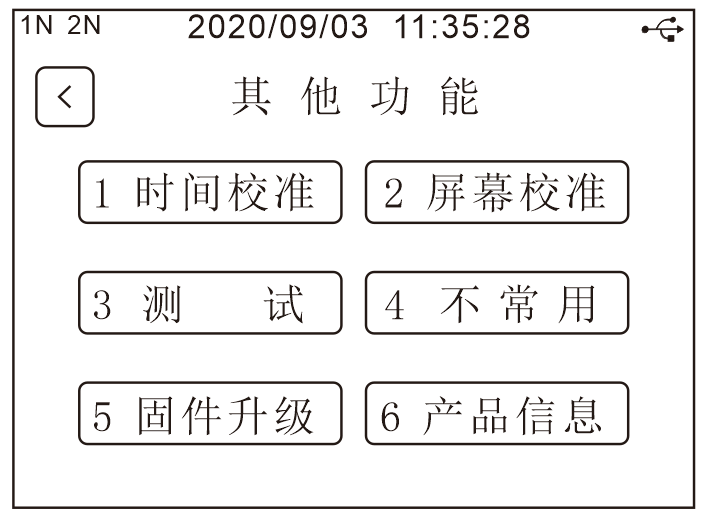 1N 2N 2020/09/03 11:35:28
< 其他功能
1 时间校准 2 屏幕校准
3 测 试 4 不常用
5 固件升级 6 产品信息